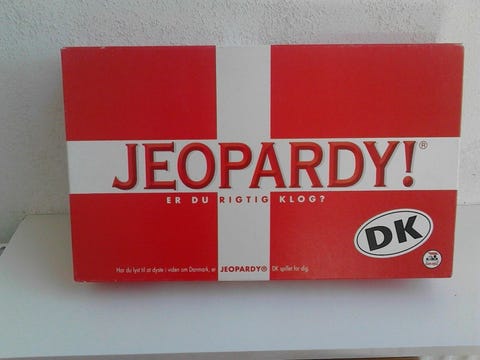 JEOPARDY!®
ER DU RIGTIG KLOG?
DK
Har du lyst til at dyste i viden om Danmark, er JEOPARDY® DK spillet for dig.